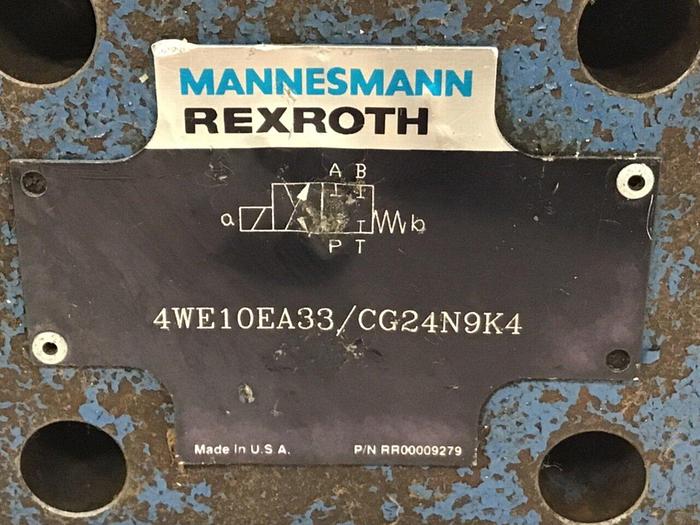 MANNESMANN
REXROTH
A B
a b
P T
4WE10EA33/CG24N9K4
Made in U.S.A. P/N RR00009279